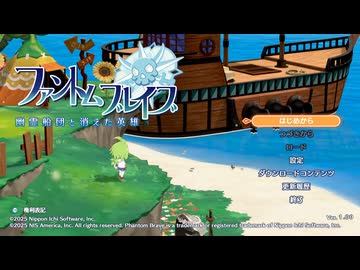 ファントム・ブレイブ
幽霊船団と消えた英雄
はじめから
つづきから
ロード
設定
ダウンロードコンテンツ
更新履歴
終了
権利表記
Ver. 1.00
©2025 Nippon Ichi Software, Inc.
©2025 NIS America, Inc. All rights reserved. Phantom Brave is a trademark or registered trademark of Nippon Ichi Software, Inc.